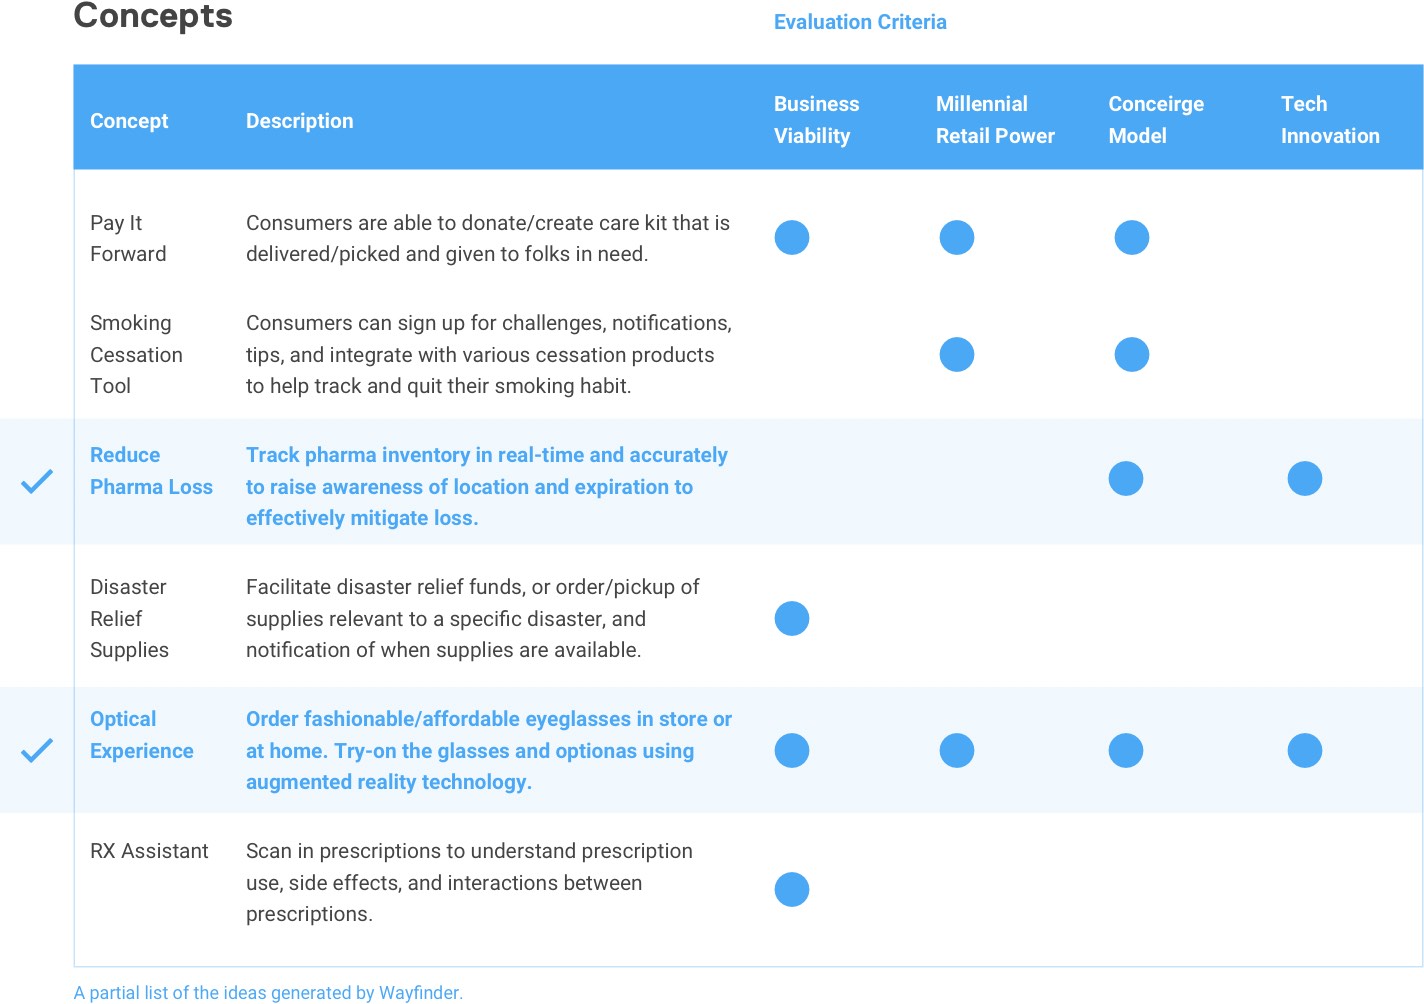 Concepts
Evaluation Criteria
Concept
Description
Business
Viability
Millennial
Retail Power
Conceirge
Model
Tech
Innovation
Pay It
Forward
Consumers are able to donate/create care kit that is
delivered/picked and given to folks in need.
Smoking
Cessation
Tool
Consumers can sign up for challenges, notifications,
tips, and integrate with various cessation products
to help track and quit their smoking habit.
Reduce
Pharma Loss
Track pharma inventory in real-time and accurately
to raise awareness of location and expiration to
effectively mitigate loss.
Disaster
Relief
Supplies
Facilitate disaster relief funds, or order/pickup of
supplies relevant to a specific disaster, and
notification of when supplies are available.
Optical
Experience
Order fashionable/affordable eyeglasses in store or
at home. Try-on the glasses and optionas using
augmented reality technology.
RX Assistant
Scan in prescriptions to understand prescription
use, side effects, and interactions between
prescriptions.
A partial list of the ideas generated by Wayfinder.